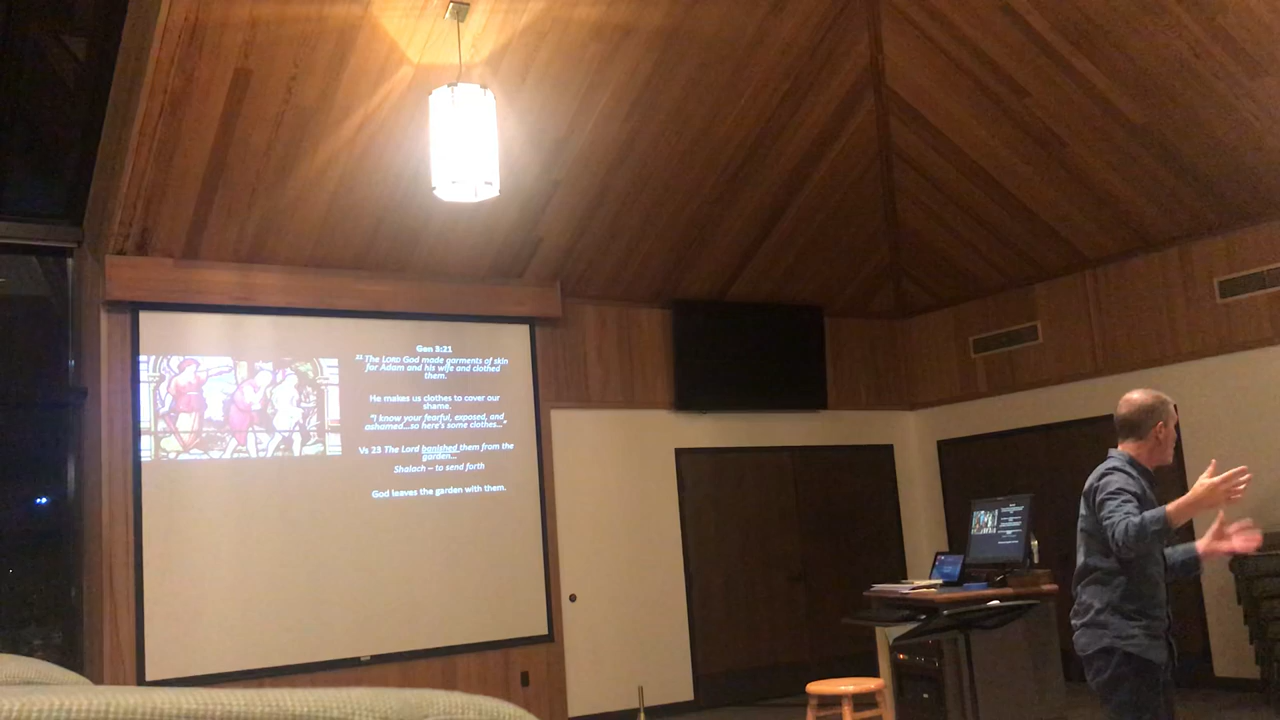 Gen 3:21
21 The LORD God made garments of skin
for Adam and his wife and clothed
them.
He makes us clothes to cover our
shame.
"I know your fearful, exposed, and
ashamed...so here's some clothes..."
Vs 23 The Lord banished them from the
garden...
Shalach – to send forth
God leaves the garden with them.